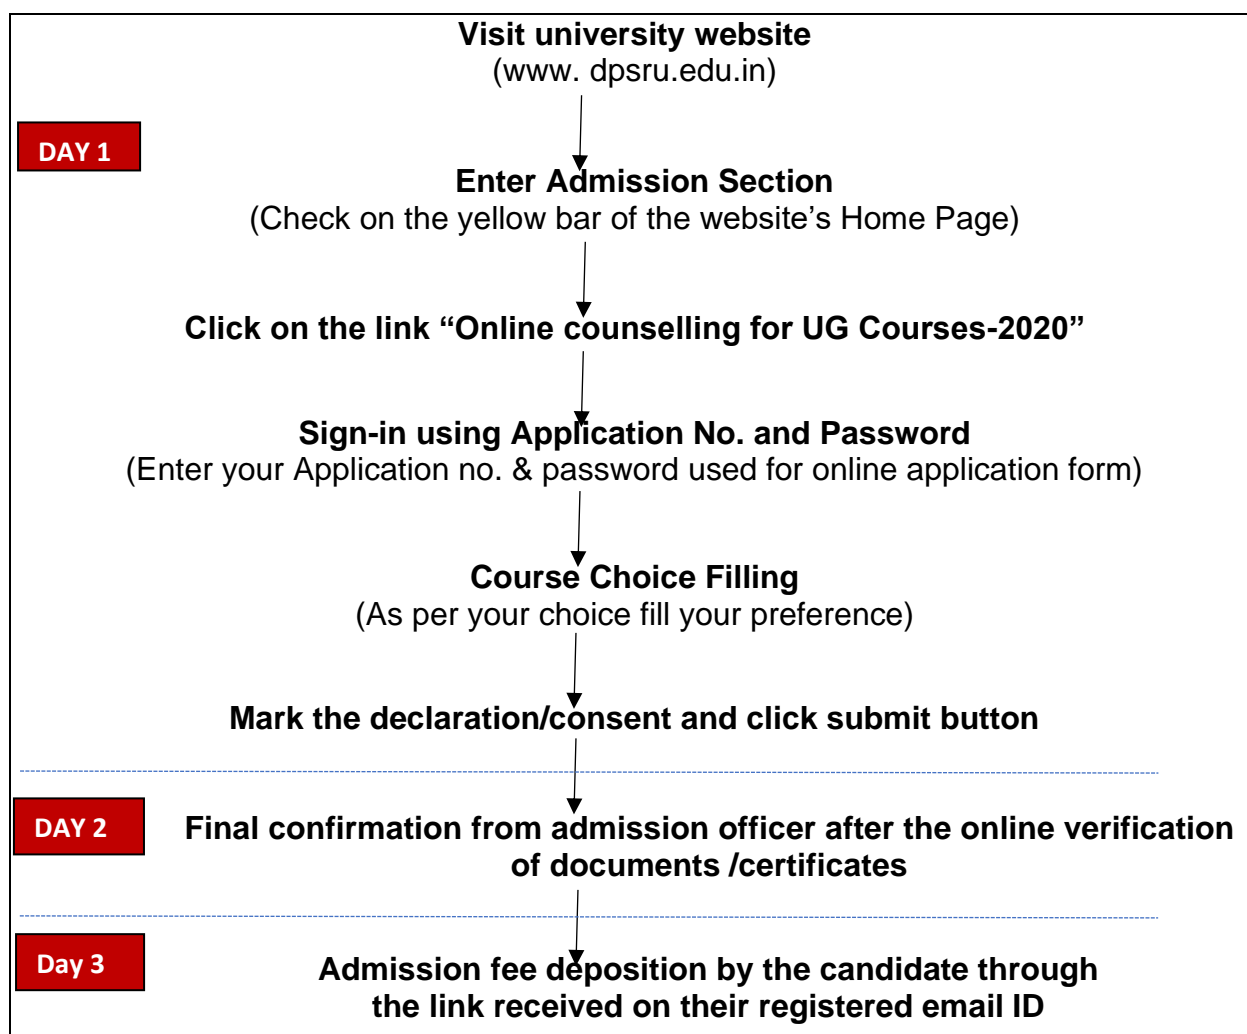 Visit university website
(www. dpsru.edu.in)
DAY 1
Enter Admission Section
(Check on the yellow bar of the website’s Home Page)
Click on the link “Online counselling for UG Courses-2020”
Sign-in using Application No. and Password
(Enter your Application no. & password used for online application form)
Course Choice Filling
(As per your choice fill your preference)
Mark the declaration/consent and click submit button
DAY 2
Final confirmation from admission officer after the online verification
of documents /certificates
Day 3
Admission fee deposition by the candidate through
the link received on their registered email ID